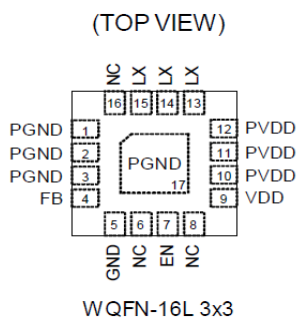 (TOP VIEW)
NC LX LX LX
16 15 14 13
PGND 1 12 PVDD
PGND 2 11 PVDD
PGND 3 10 PVDD
FB 4 9 VDD
PGND
17
5 6 7 8
GND NC EN NC
WQFN-16L 3x3